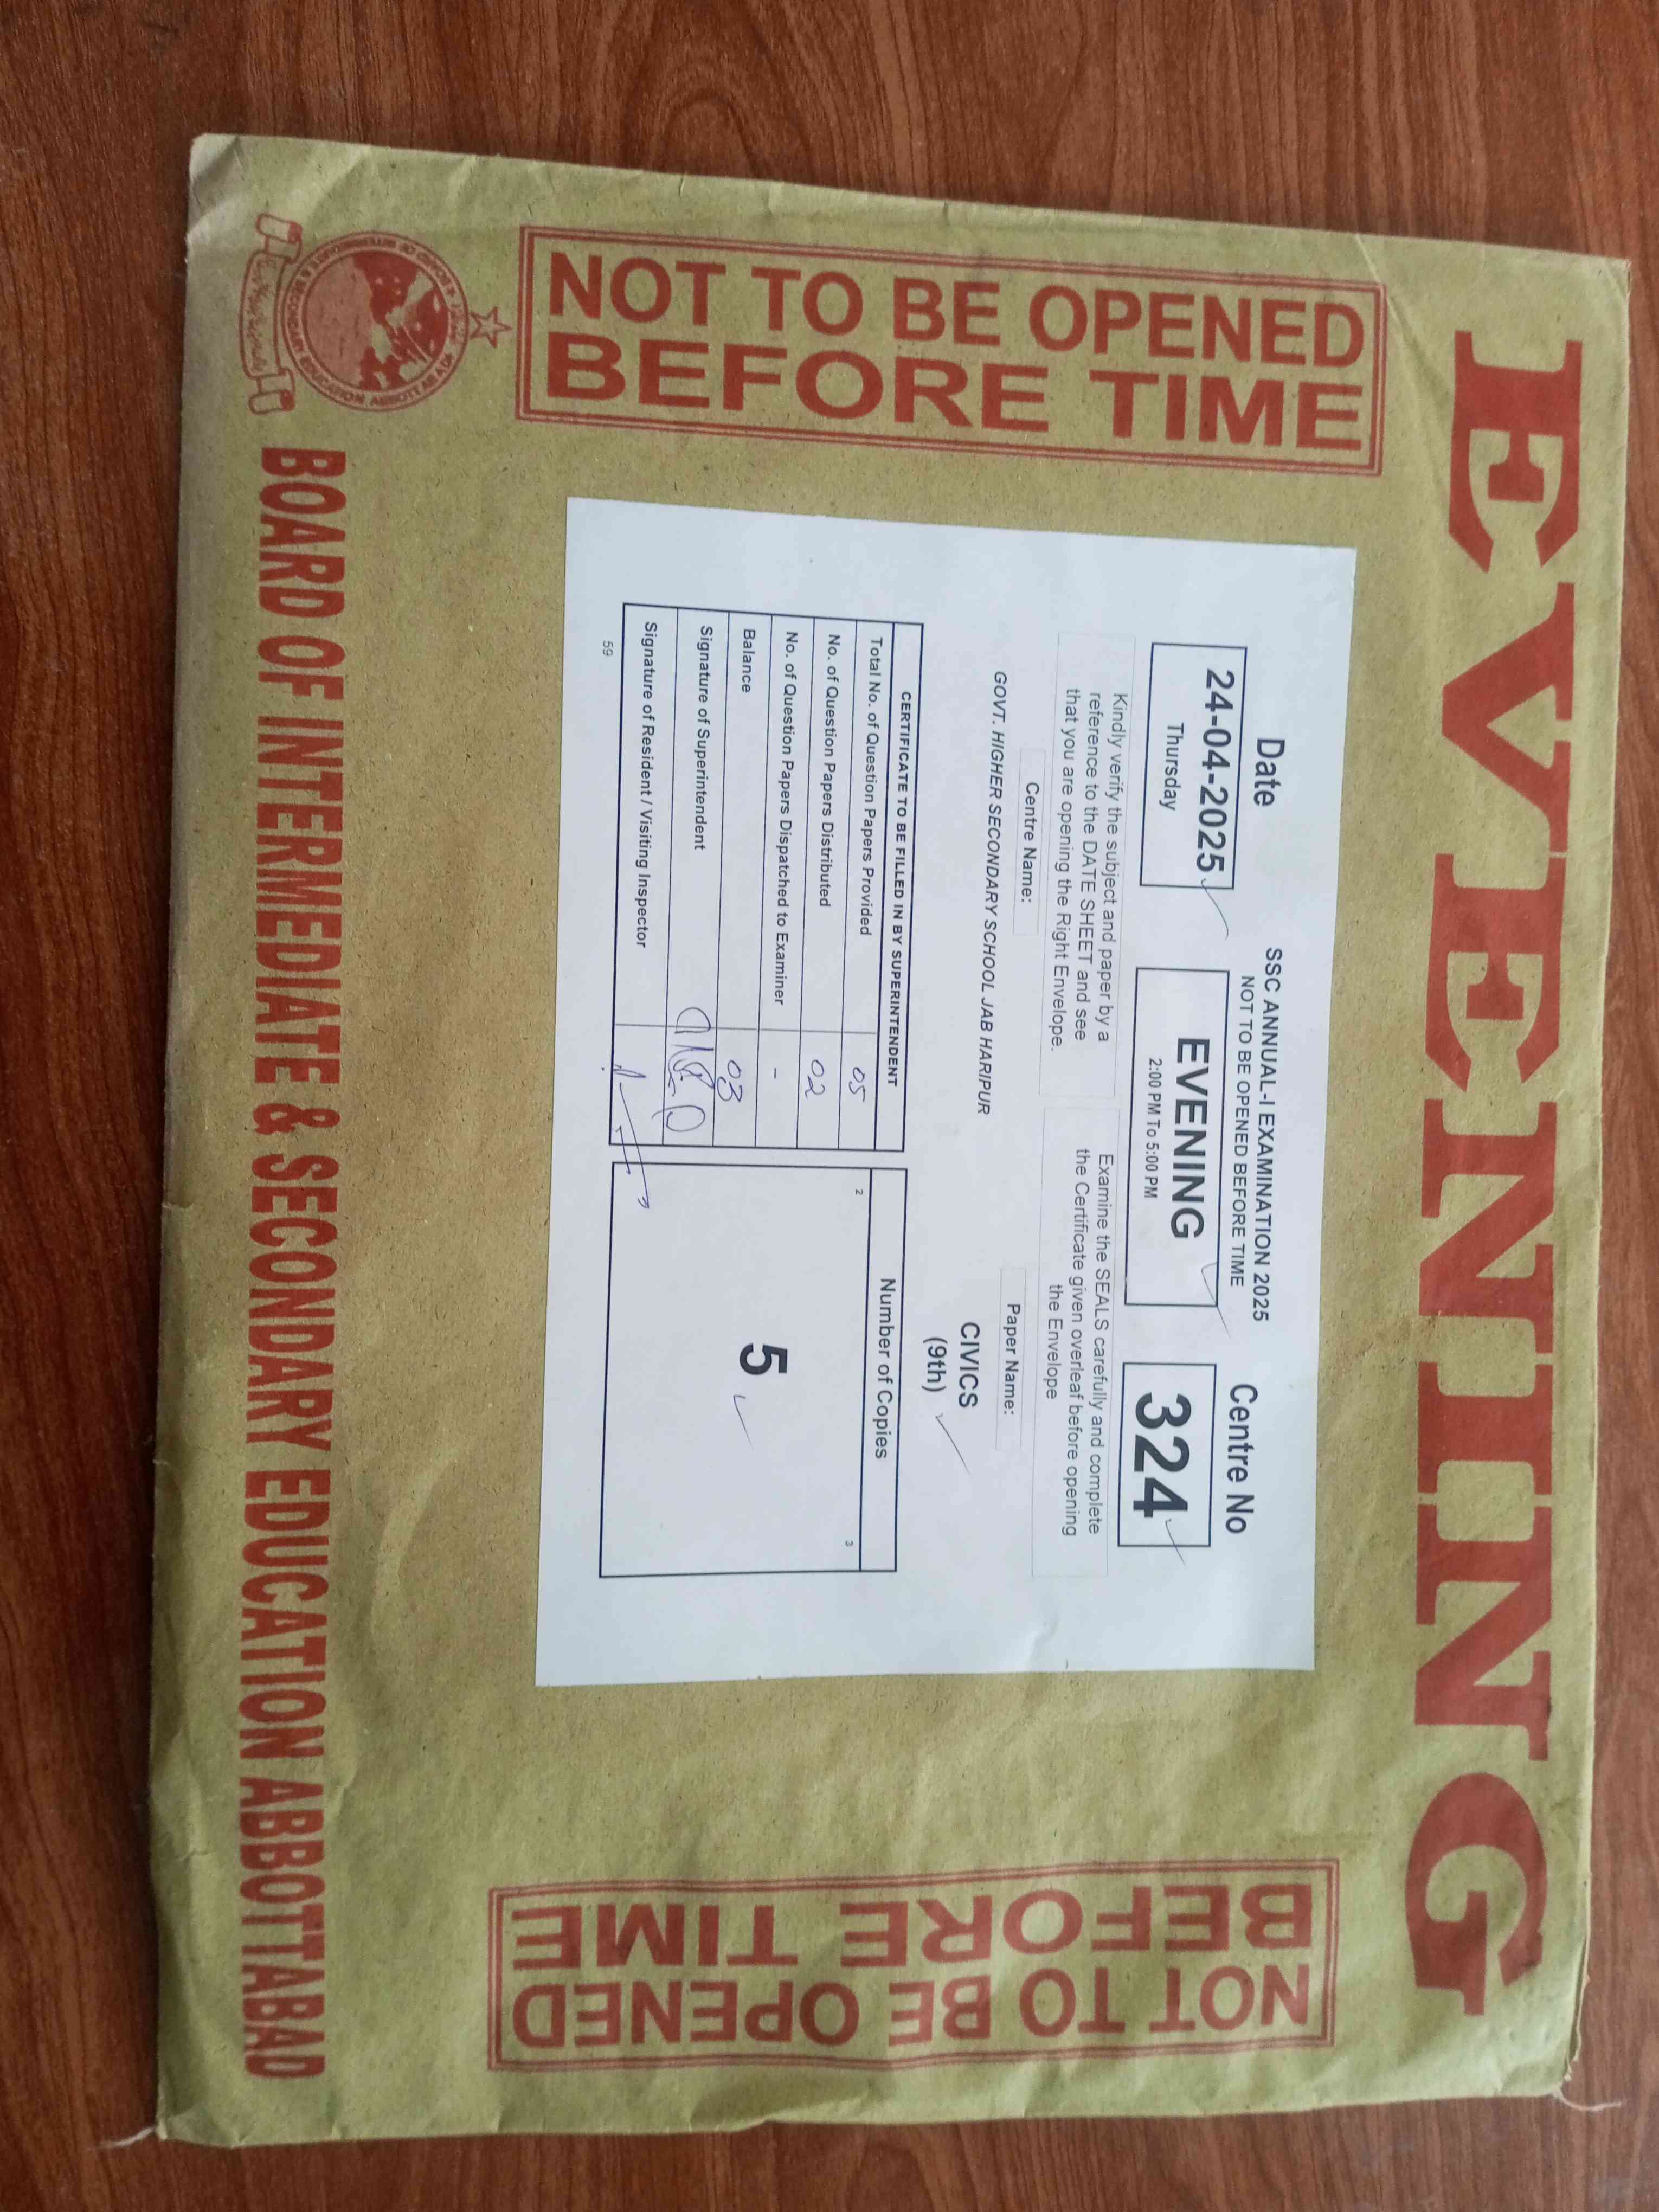 EVENING
NOT TO BE OPENED
BEFORE TIME
Date
24-04-2025
Thursday
SSC ANNUAL-I EXAMINATION 2025
NOT TO BE OPENED BEFORE TIME
EVENING
2:00 PM To 5:00 PM
Centre No
324
Kindly verify the subject and paper by a
reference to the DATE SHEET and see
that you are opening the Right Envelope.
Examine the SEALS carefully and complete
the Certificate given overleaf before opening
the Envelope
Centre Name:
GOVT. HIGHER SECONDARY SCHOOL JAB HARIPUR
Paper Name:
CIVICS
(9th)
CERTIFICATE TO BE FILLED IN BY SUPERINTENDENT
Total No. of Question Papers Provided 05
No. of Question Papers Distributed 02
No. of Question Papers Dispatched to Examiner -
Balance 03
Signature of Superintendent
Signature of Resident / Visiting Inspector
59
Number of Copies
2
3
5
NOT TO BE OPENED
BEFORE TIME
BOARD OF INTERMEDIATE & SECONDARY EDUCATION ABBOTTABAD